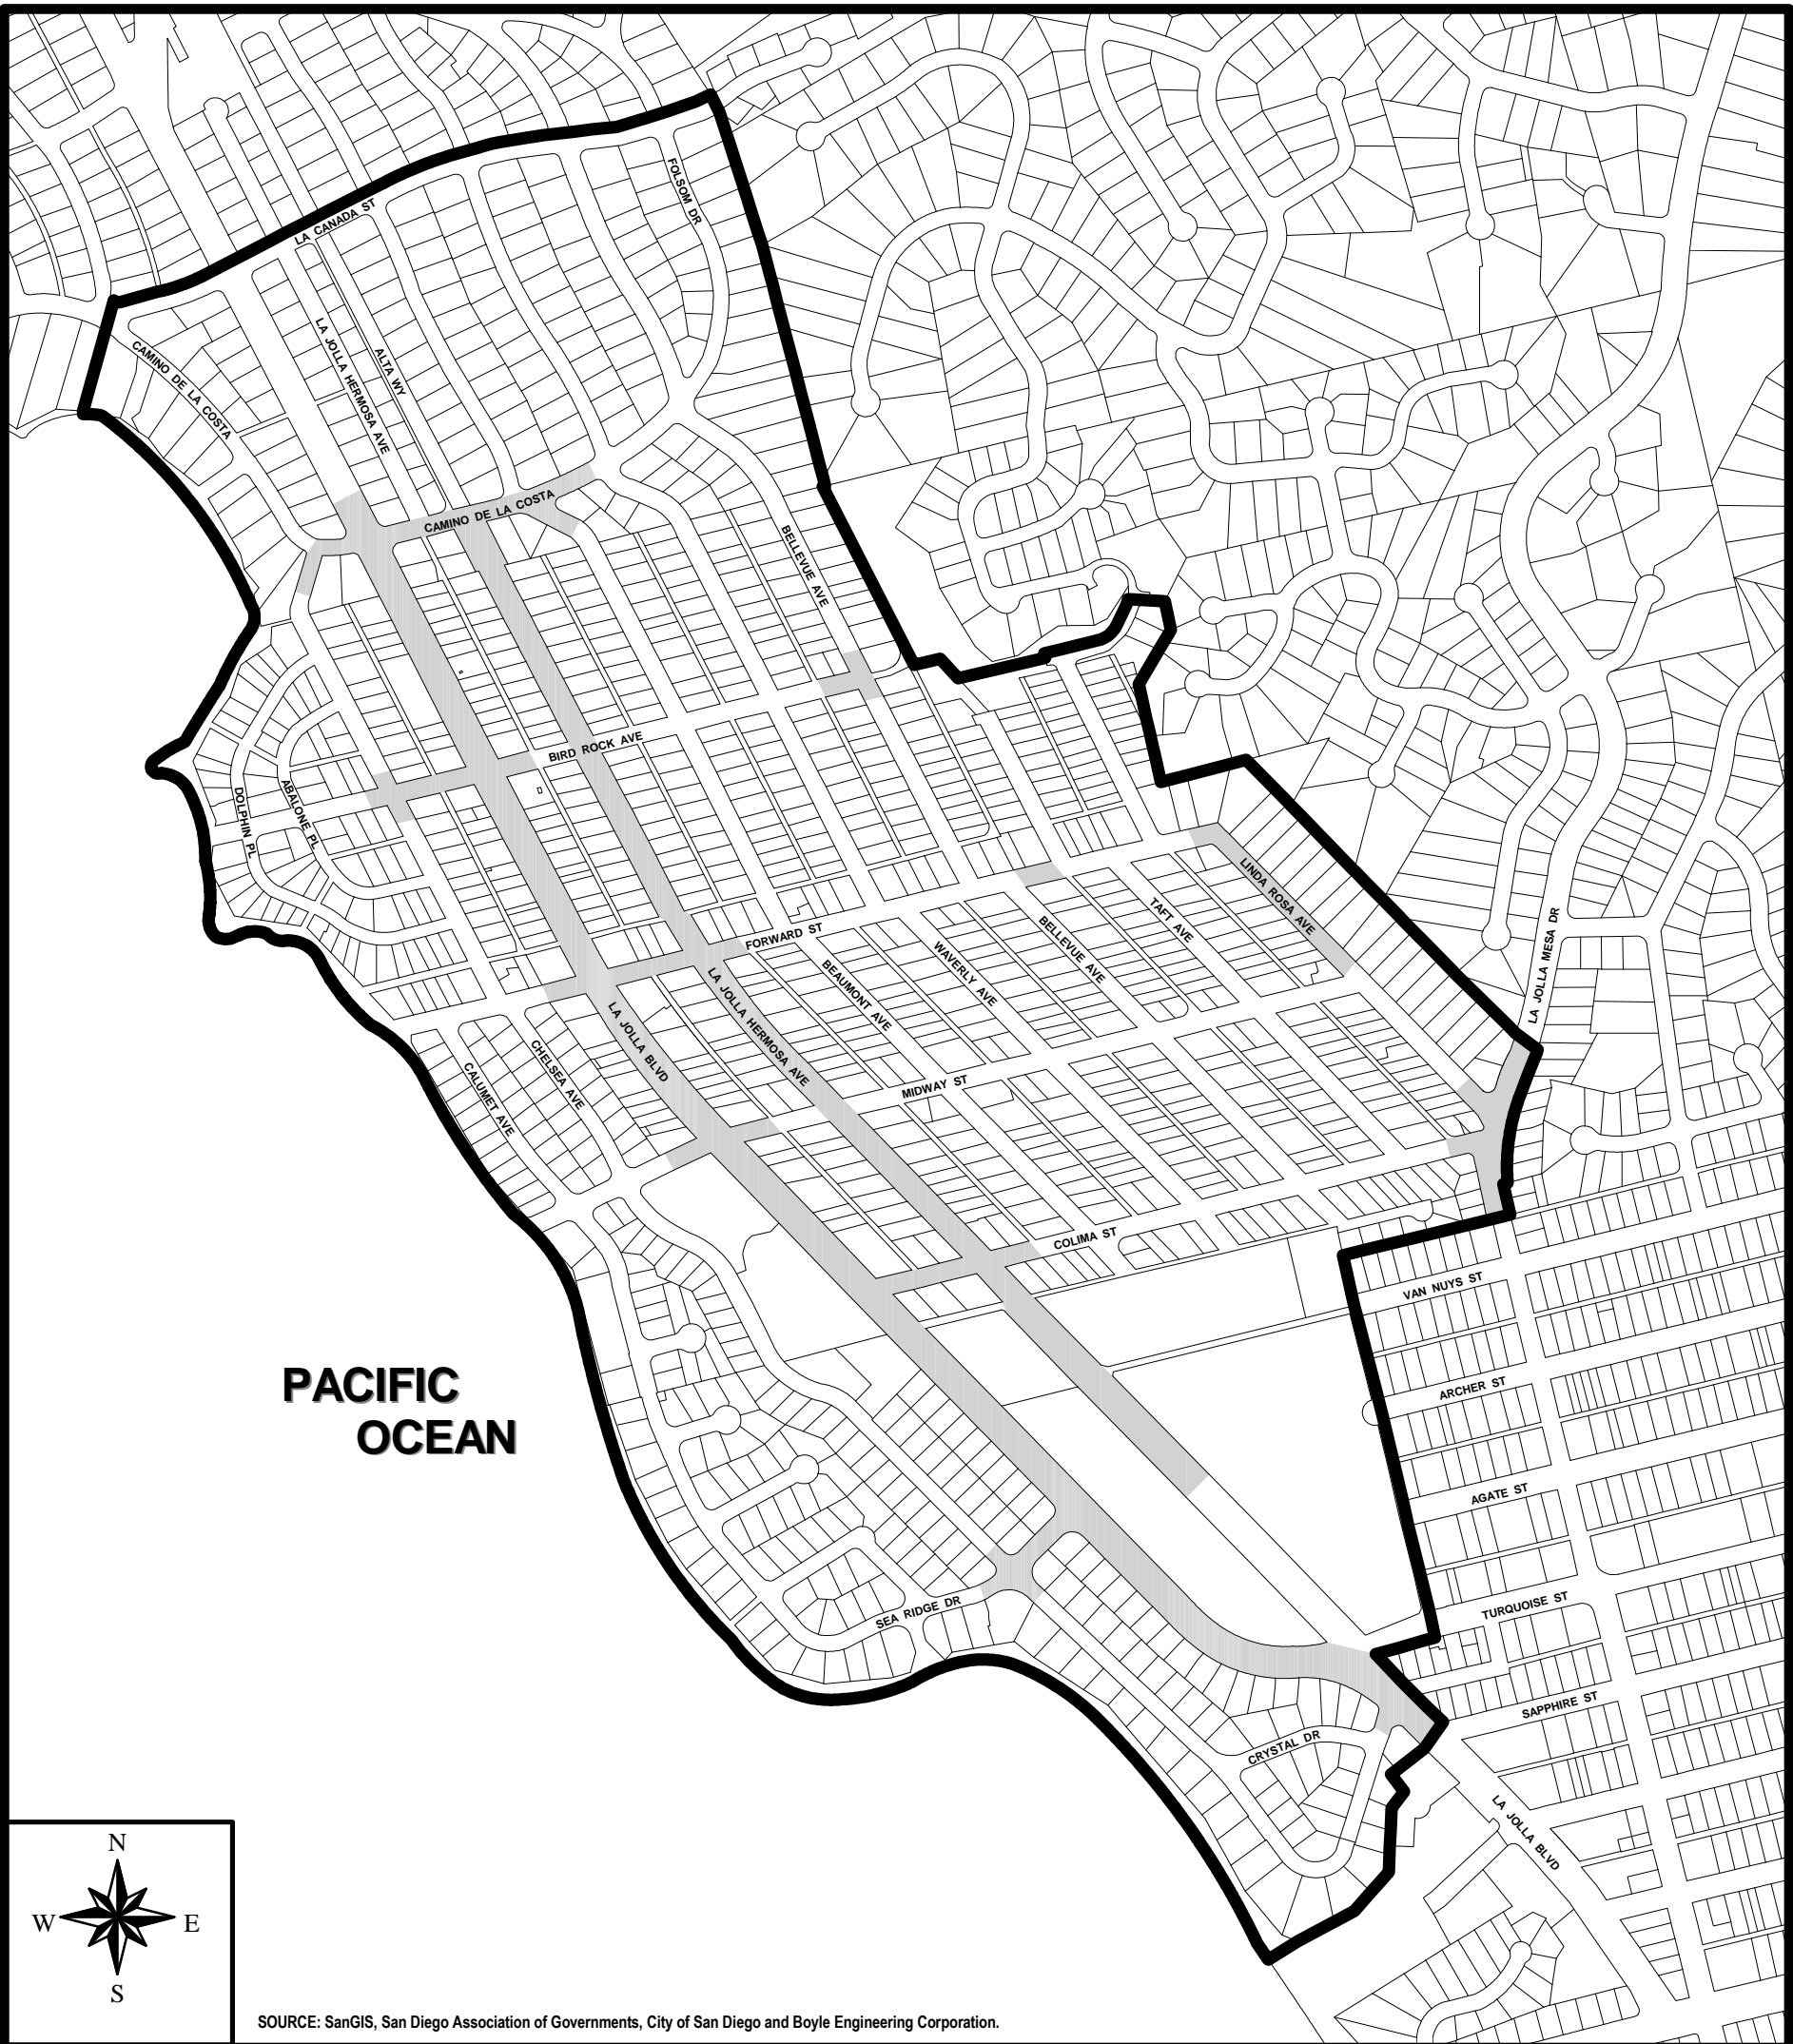 FOLSOM DR
LA CANADA ST
CAMINO DE LA COSTA
LA JOLLA HERMOSA AVE
ALTA WY
CAMINO DE LA COSTA
BELLEVUE AVE
BIRD ROCK AVE
DOLPHIN PL
ABALONE PL
LINDA ROSA AVE
TAFT AVE
BELLEVUE AVE
WAVERLY AVE
BEAUMONT AVE
FORWARD ST
LA JOLLA HERMOSA AVE
LA JOLLA BLVD
LA JOLLA MESA DR
CHELSEA AVE
CALUMET AVE
MIDWAY ST
COLIMA ST
VAN NUYS ST
ARCHER ST
AGATE ST
TURQUOISE ST
SAPPHIRE ST
PACIFIC
OCEAN
SEA RIDGE DR
CRYSTAL DR
LA JOLLA BLVD
N
W
E
S
SOURCE: SanGIS, San Diego Association of Governments, City of San Diego and Boyle Engineering Corporation.